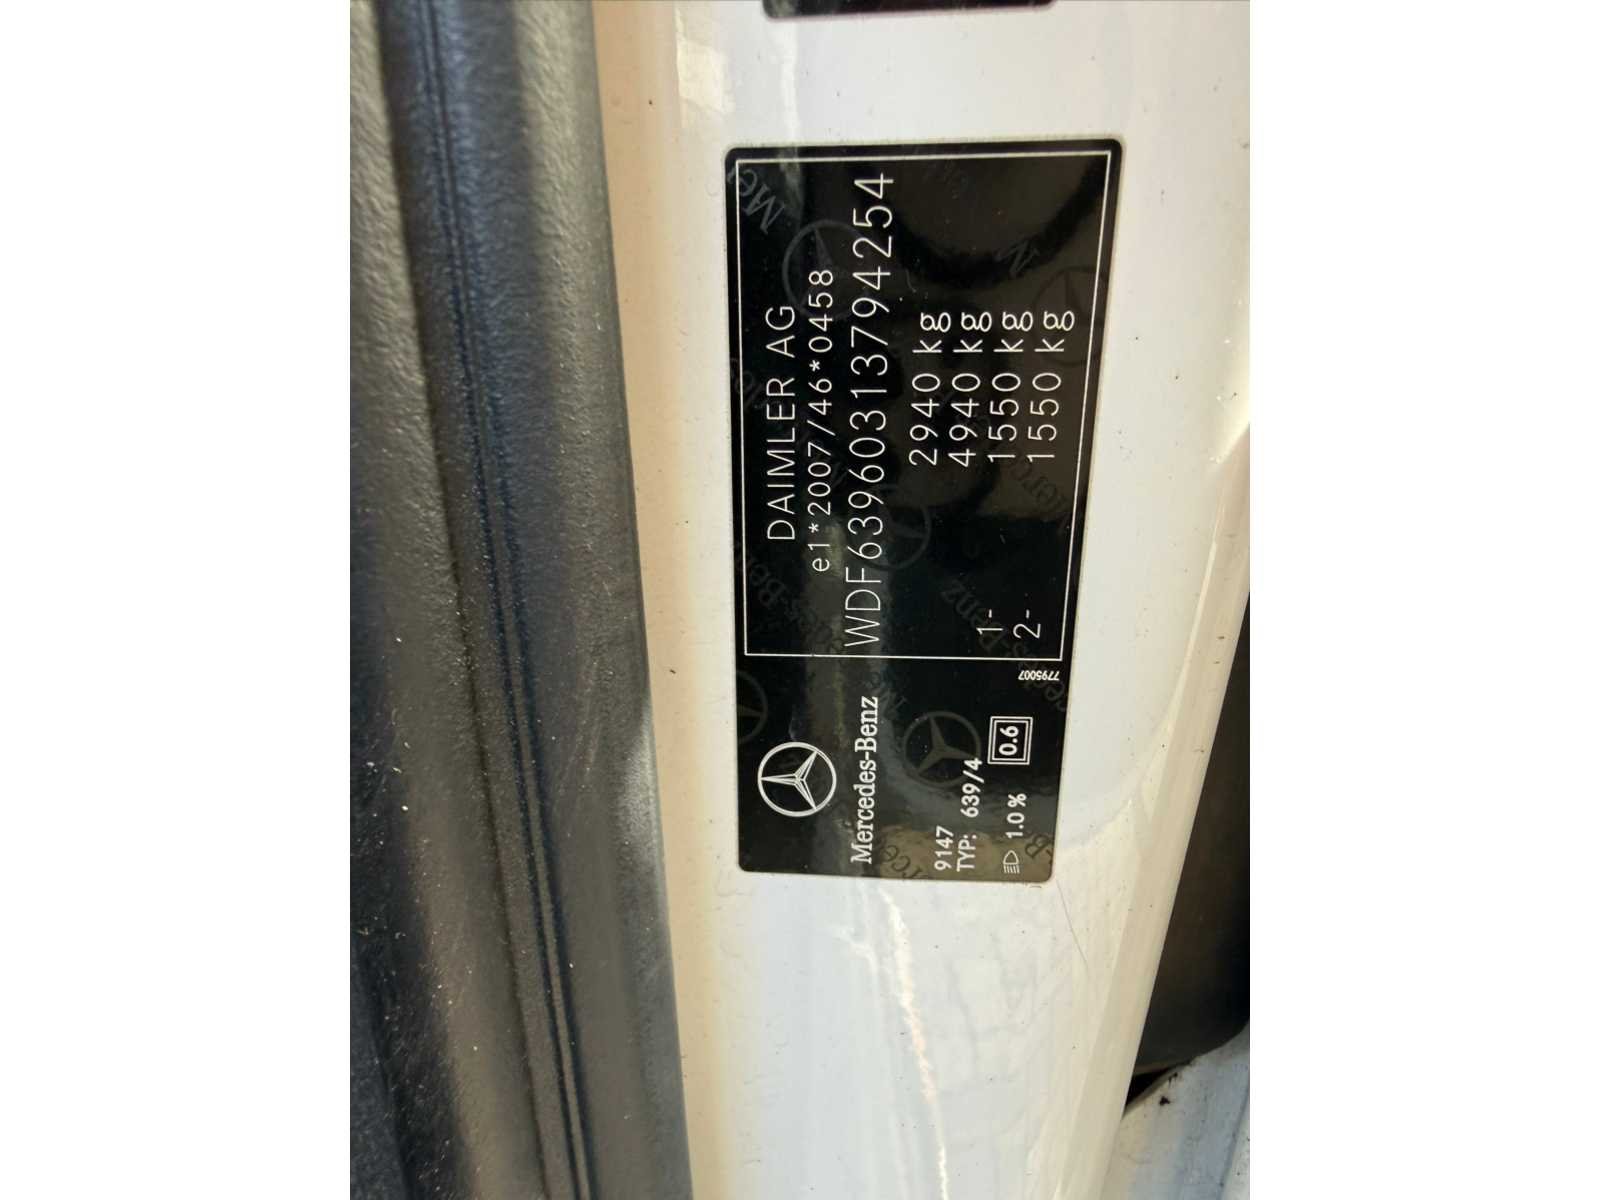 DAIMLER AG
e1*2007/46*0458
WDF63960313794254
2940 kg
4940 kg
1- 1550 kg
2- 1550 kg
7795007
Mercedes-Benz
9147
TYP: 639/4
1.0% 0.6